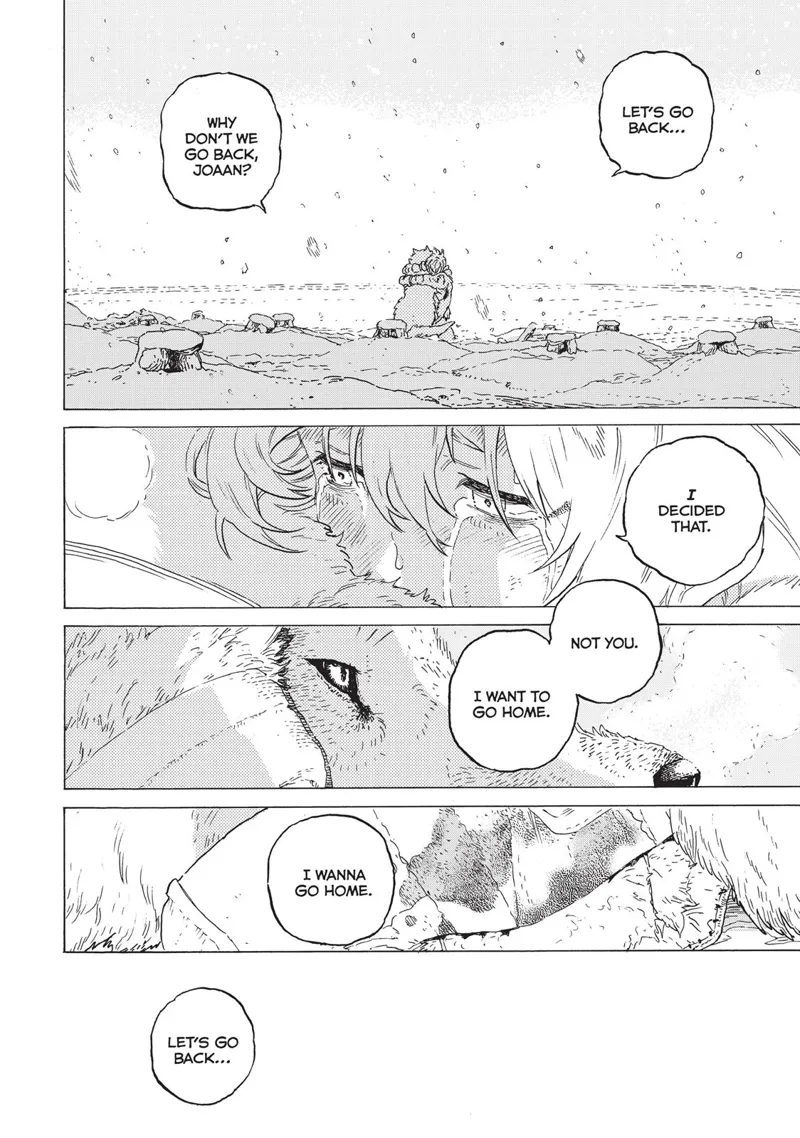 LET'S GO
BACK...
WHY
DON'T WE
GO BACK,
JOAAN?
I
DECIDED
THAT.
NOT YOU.
I WANT TO
GO HOME.
I WANNA
GO HOME.
LET'S GO
BACK...